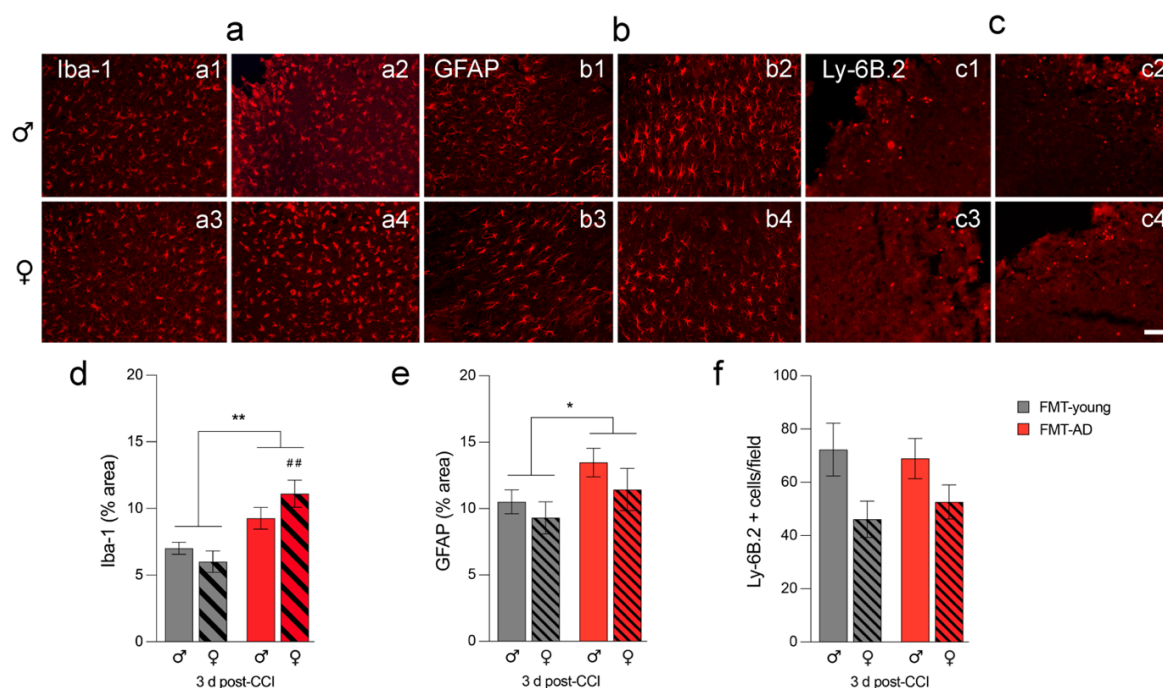 a b c
Iba-1 a1 a2 GFAP b1 b2 Ly-6B.2 c1 c2
♂
a3 a4 b3 b4 c3 c4
♀
d
Iba-1 (% area)
20
15
10
5
0
**
##
♂ ♀ ♂ ♀
3 d post-CCI
e
GFAP (% area)
20
15
10
5
0
*
♂ ♀ ♂ ♀
3 d post-CCI
f
Ly-6B.2 + cells/field
100
80
60
40
20
0
♂ ♀ ♂ ♀
3 d post-CCI
FMT-young
FMT-AD